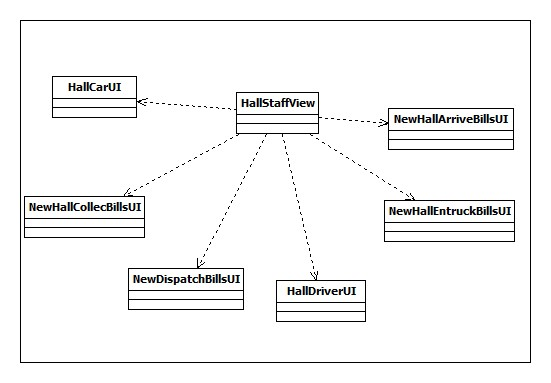 HallCarUI
HallStaffView
NewHallArriveBillsUI
NewHallCollecBillsUI
NewHallEntruckBillsUI
NewDispatchBillsUI
HallDriverUI